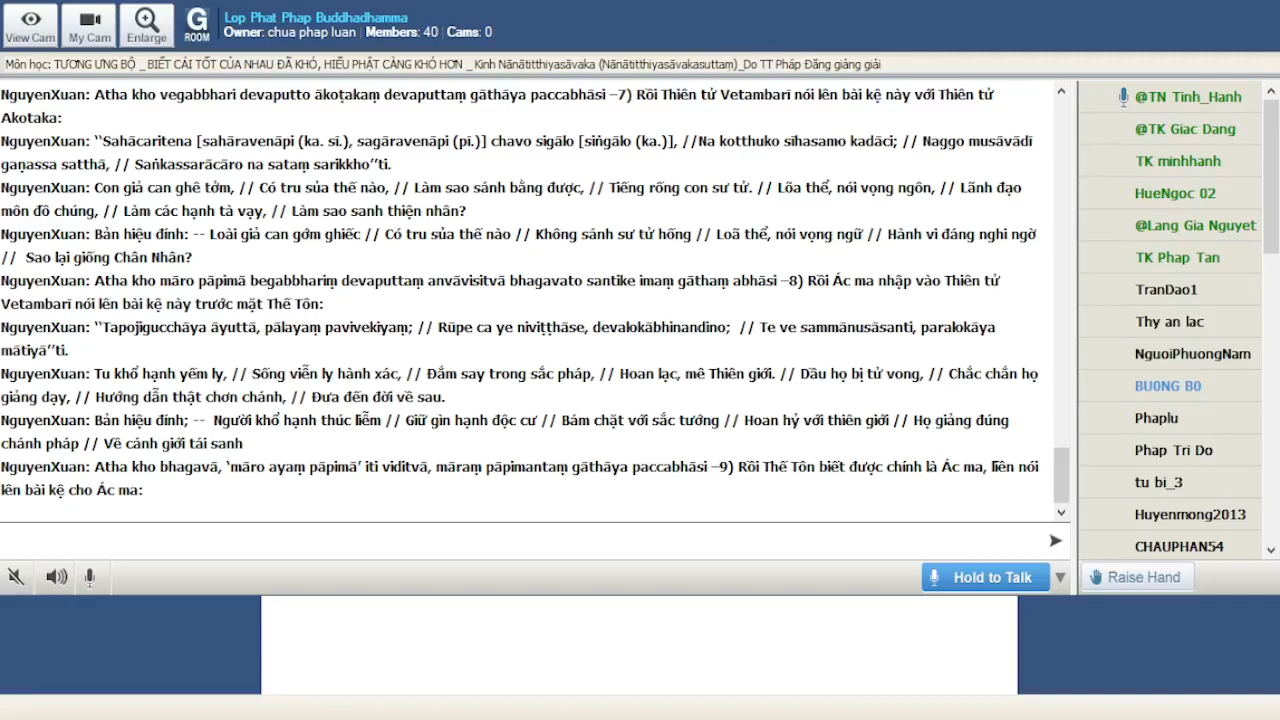 View Cam
My Cam
Enlarge
G
ROOM
Lop Phat Phap Buddhadhamma
Owner: chua phap luan | Members: 40 | Cams: 0
Môn học: TƯƠNG ƯNG BỘ _ BIẾT CÁI TỐT CỦA NHAU ĐÃ KHÓ, HIỂU PHẬT CÀNG KHÓ HƠN _ Kinh Nānātitthiyasāvaka (Nānātitthiyasāvakasuttaṃ)_Do TT Pháp Đăng giảng giải
NguyenXuan: Atha kho vegabbhari devaputto ākoṭakaṃ devaputtaṃ gāthāya paccabhāsi –7) Rồi Thiên tử Vetambarī nói lên bài kệ này với Thiên tử
Akotaka:
NguyenXuan: ‘‘Sahācaritena [sahāravenāpi (ka. sī.), sagāravenāpi (pī.)] chavo sigālo [siṅgālo (ka.)], //Na kotthuko sīhasamo kadāci; // Naggo musāvādī
gaṇassa satthā, // Saṅkassarācāro na sataṃ sarikkho’’ti.
NguyenXuan: Con giả can ghê tởm, // Có tru sủa thế nào, // Làm sao sánh bằng được, // Tiếng rống con sư tử. // Lõa thể, nói vọng ngôn, // Lãnh đạo
môn đồ chúng, // Làm các hạnh tà vạy, // Làm sao sanh thiện nhân?
NguyenXuan: Bản hiệu đính: -- Loài giả can gớm ghiếc // Có tru sủa thế nào // Không sánh sư tử hống // Loã thể, nói vọng ngữ // Hành vi đáng nghi ngờ
// Sao lại giống Chân Nhân?
NguyenXuan: Atha kho māro pāpimā begabbhariṃ devaputtaṃ anvāvisitvā bhagavato santike imaṃ gāthaṃ abhāsi –8) Rồi Ác ma nhập vào Thiên tử
Vetambarī nói lên bài kệ này trước mặt Thế Tôn:
NguyenXuan: ‘‘Tapojigucchāya āyuttā, pālayaṃ pavivekiyaṃ; // Rūpe ca ye niviṭṭhāse, devalokābhinandino; // Te ve sammānusāsanti, paralokāya
mātiyā’’ti.
NguyenXuan: Tu khổ hạnh yếm ly, // Sống viễn ly hành xác, // Đắm say trong sắc pháp, // Hoan lạc, mê Thiên giới. // Dầu họ bị tử vong, // Chắc chắn họ
giảng dạy, // Hướng dẫn thật chơn chánh, // Đưa đến đời về sau.
NguyenXuan: Bản hiệu đính; -- Người khổ hạnh thúc liễm // Giữ gìn hạnh độc cư // Bám chặt với sắc tướng // Hoan hỷ với thiên giới // Họ giảng đúng
chánh pháp // Về cánh giới tái sanh
NguyenXuan: Atha kho bhagavā, ‘māro ayaṃ pāpimā’ iti viditvā, māraṃ pāpimantaṃ gāthāya paccabhāsi –9) Rồi Thế Tôn biết được chính là Ác ma, liền nói
lên bài kệ cho Ác ma:
@TN Tinh_Hanh
@TK Giac Dang
TK minhhanh
HueNgoc 02
@Lang Gia Nguyet
TK Phap Tan
TranDao1
Thy an lac
NguoiPhuongNam
BU0NG B0
Phaplu
Phap Tri Do
tu bi_3
Huyenmong2013
CHAUPHAN54
Hold to Talk
Raise Hand